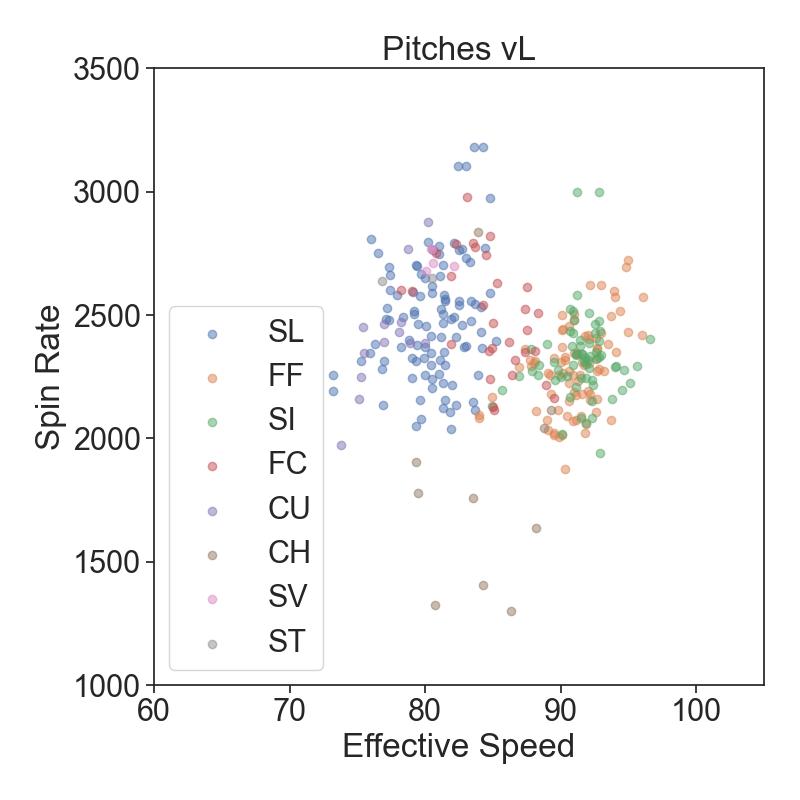 Pitches vL
3500
3000
2500
2000
1500
1000
Spin Rate
SL
FF
SI
FC
CU
CH
SV
ST
60 70 80 90 100
Effective Speed